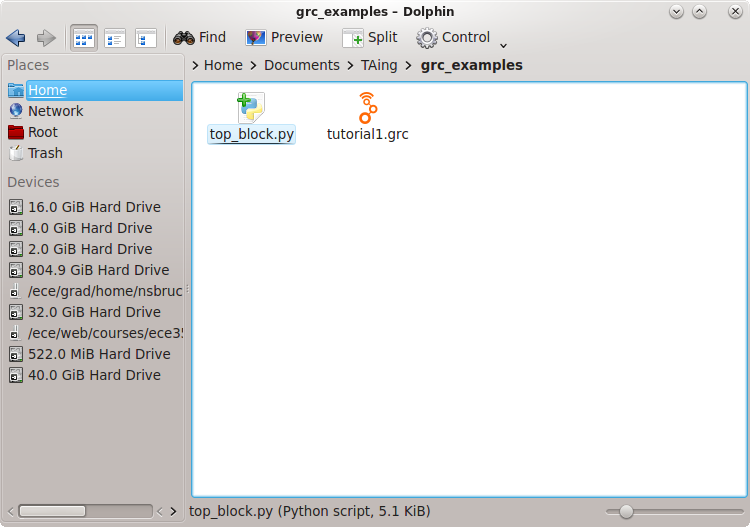 grc_examples – Dolphin
Find Preview Split Control
Places
Home
Network
Root
Trash
Devices
16.0 GiB Hard Drive
4.0 GiB Hard Drive
2.0 GiB Hard Drive
804.9 GiB Hard Drive
/ece/grad/home/nsbruc
32.0 GiB Hard Drive
/ece/web/courses/ece35
522.0 MiB Hard Drive
40.0 GiB Hard Drive
> Home > Documents > TAing > grc_examples
top_block.py
tutorial1.grc
top_block.py (Python script, 5.1 KiB)